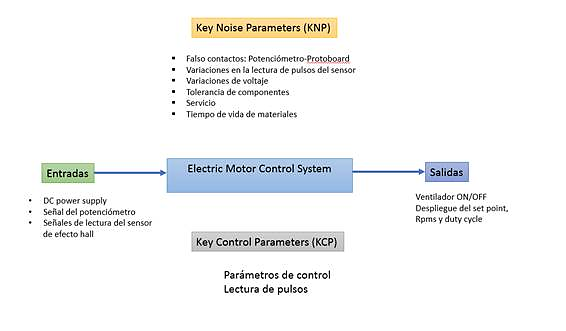 Key Noise Parameters (KNP)
▪ Falso contactos: Potenciómetro-Protoboard
▪ Variaciones en la lectura de pulsos del sensor
▪ Variaciones de voltaje
▪ Tolerancia de componentes
▪ Servicio
▪ Tiempo de vida de materiales
Entradas
Electric Motor Control System
Salidas
• DC power supply
• Señal del potenciómetro
• Señales de lectura del sensor
de efecto hall
Ventilador ON/OFF
Despliegue del set point,
Rpms y duty cycle
Key Control Parameters (KCP)
Parámetros de control
Lectura de pulsos